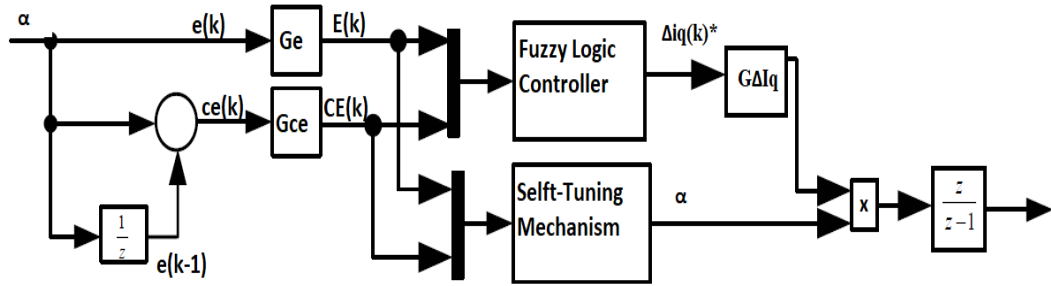 α
e(k)
Ge
E(k)
Fuzzy Logic
Controller
Δiq(k)*
GΔIq
ce(k)
Gce
CE(k)
1
z
e(k-1)
Selft-Tuning
Mechanism
α
x
z
z−1